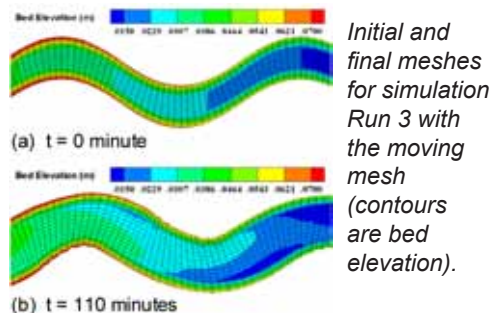 Bed Elevation (m)
(a) t = 0 minute
Bed Elevation (m)
(b) t = 110 minutes
Initial and
final meshes
for simulation
Run 3 with
the moving
mesh
(contours
are bed
elevation).